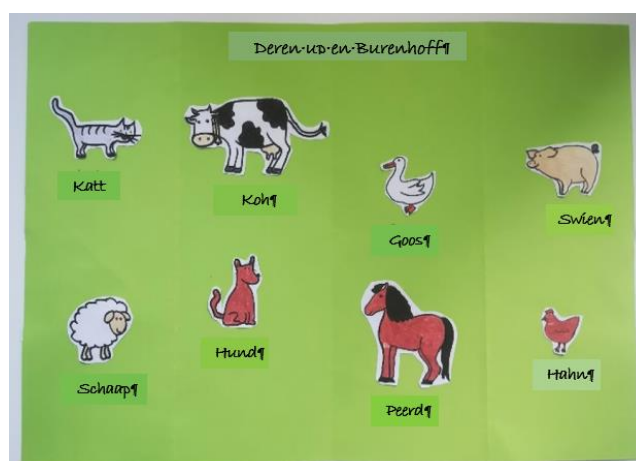 Deren·up·en·Burenhoff¶
Katt
Koh¶
Goos¶
Swien¶
Schaap¶
Hund¶
Peerd¶
Hahn¶